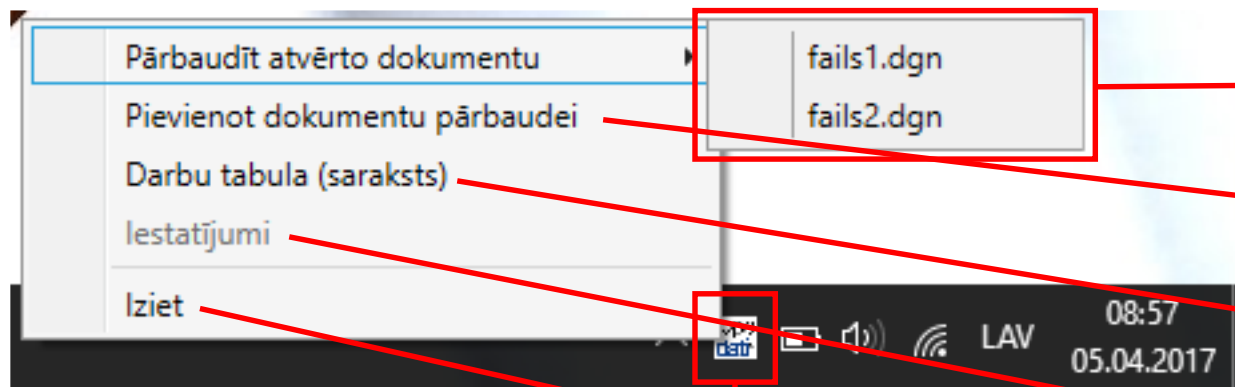 Pārbaudīt atvērto dokumentu
fails1.dgn
Pievienot dokumentu pārbaudei
fails2.dgn
Darbu tabula (saraksts)
Iestatījumi
Iziet
datr
LAV
08:57
05.04.2017